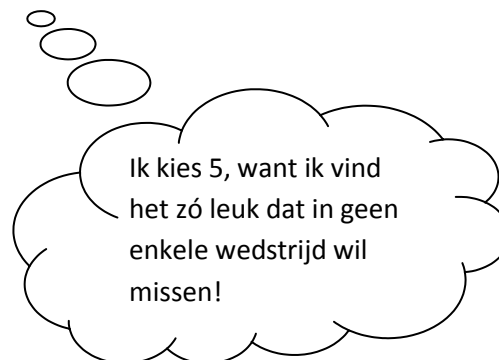 Ik kies 5, want ik vind
het zó leuk dat in geen
enkele wedstrijd wil
missen!